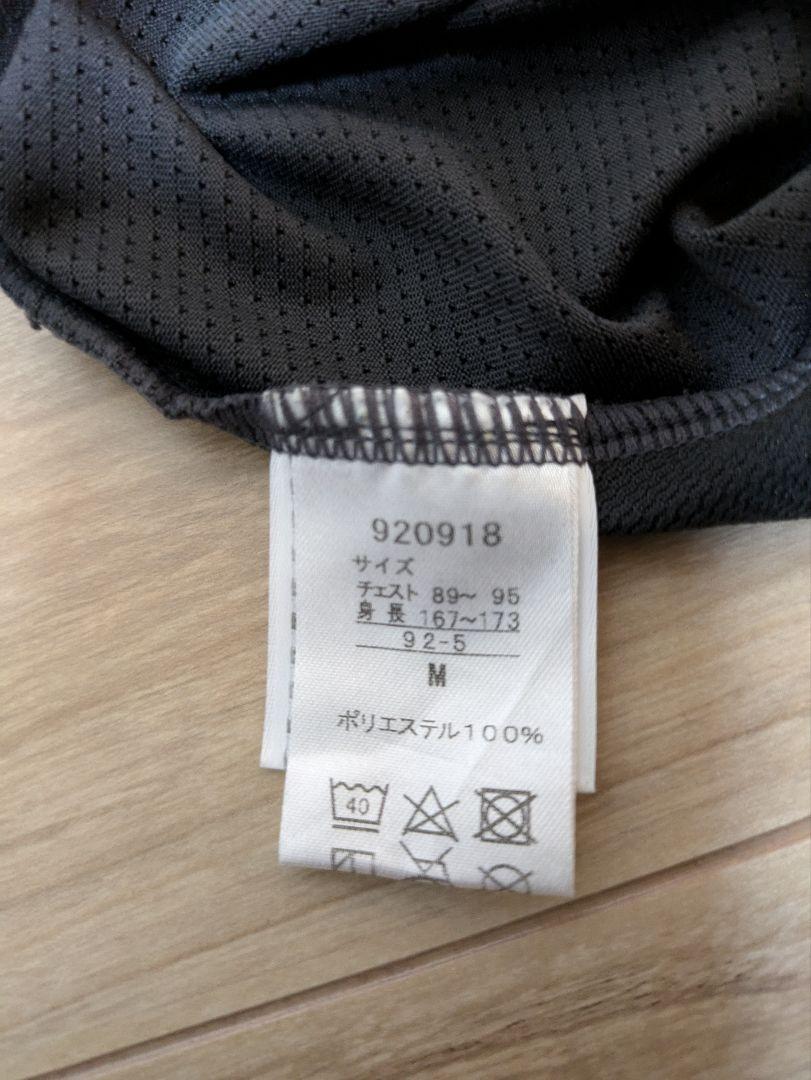 920918
サイズ
チェスト 89〜 95
身 長 167〜173
92-5
M
ポリエステル100%
40